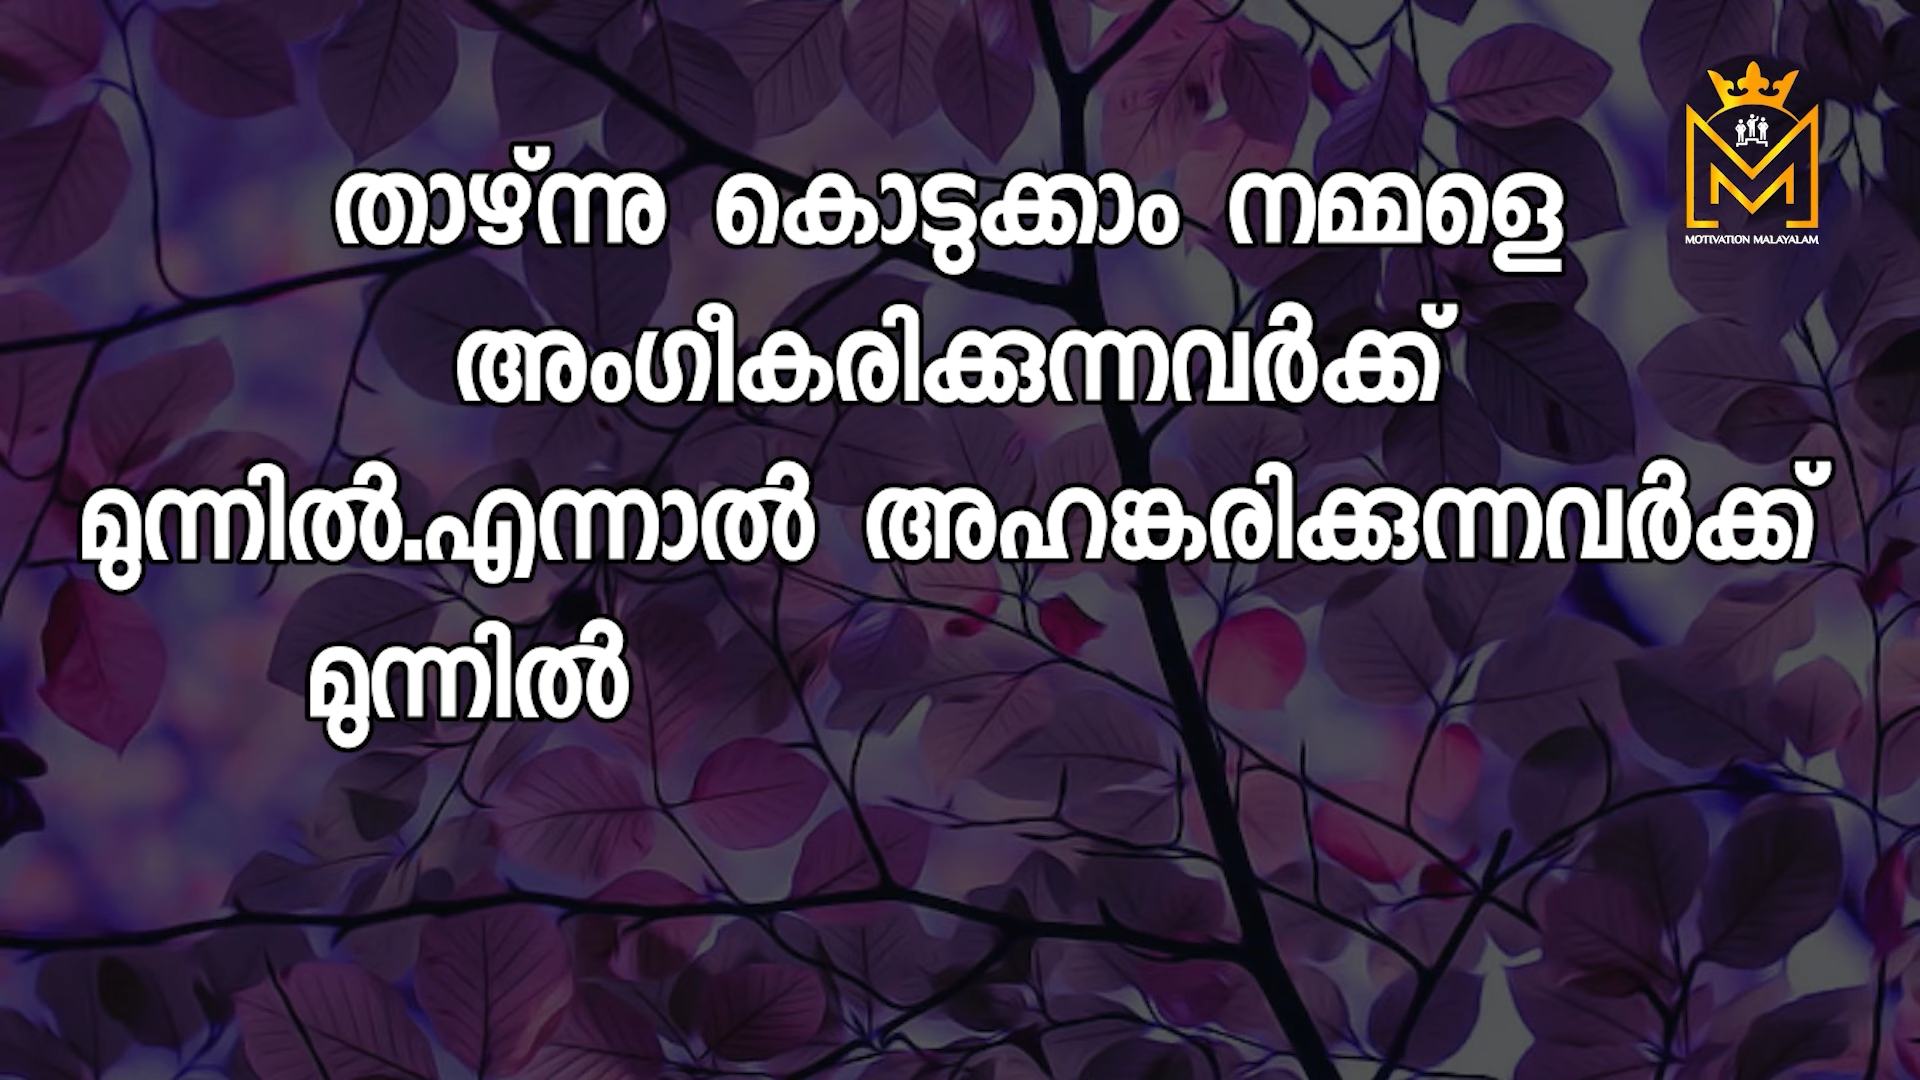 താഴ്ന്നു കൊടുക്കാം നമ്മളെ
അംഗീകരിക്കുന്നവർക്ക്
മുന്നിൽ.എന്നാൽ അഹങ്കരിക്കുന്നവർക്ക്
മുന്നിൽ
MOTIVATION MALAYALAM